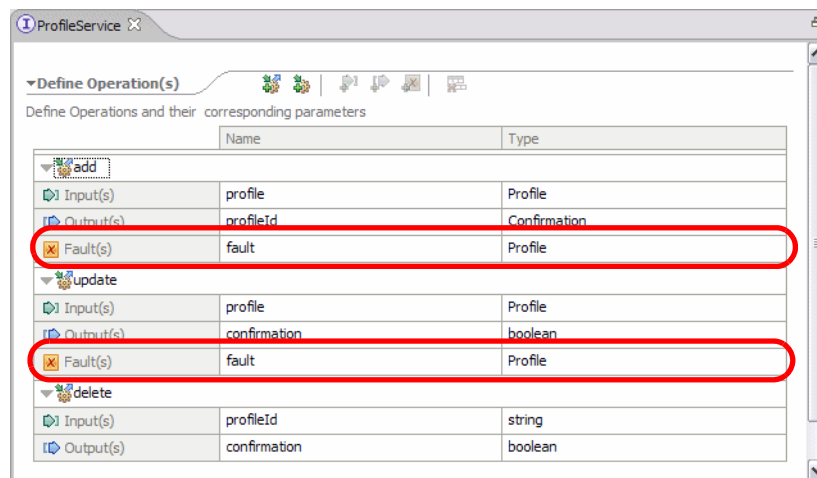 ProfileService
Define Operation(s)
Define Operations and their corresponding parameters
Name Type
add
Input(s) profile Profile
Output(s) profileId Confirmation
Fault(s) fault Profile
update
Input(s) profile Profile
Output(s) confirmation boolean
Fault(s) fault Profile
delete
Input(s) profileId string
Output(s) confirmation boolean